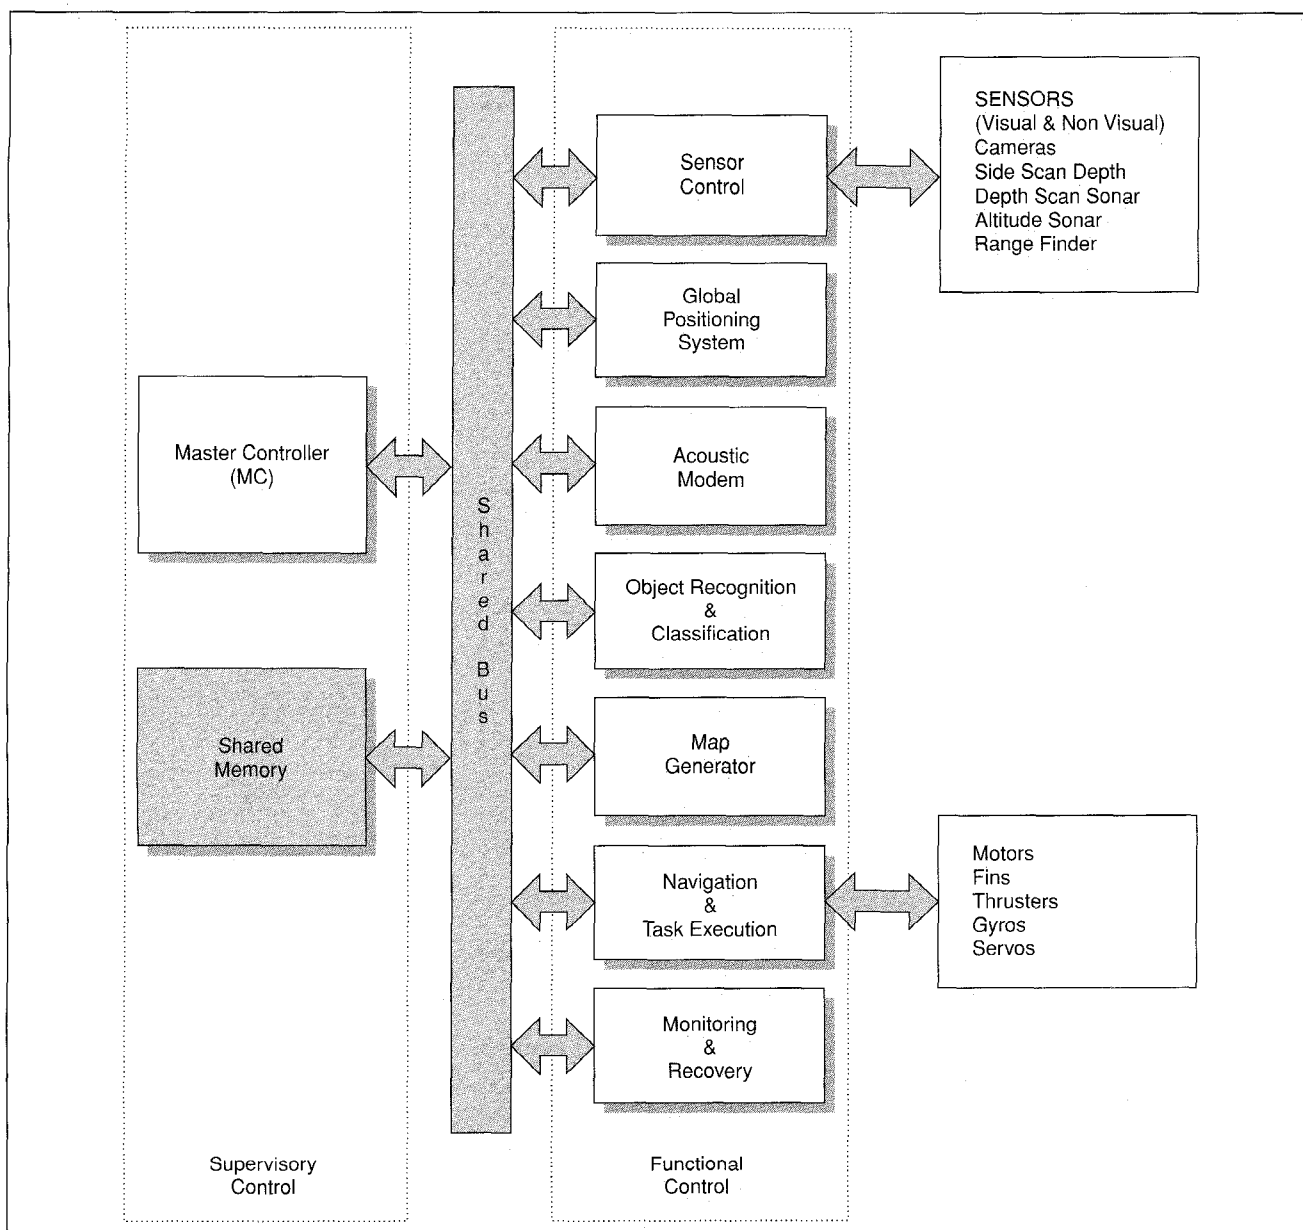 SENSORS
(Visual & Non Visual)
Cameras
Side Scan Depth
Depth Scan Sonar
Altitude Sonar
Range Finder
Sensor
Control
Global
Positioning
System
Master Controller
(MC)
Acoustic
Modem
Shared Bus
Object Recognition
&
Classification
Shared
Memory
Map
Generator
Navigation
&
Task Execution
Motors
Fins
Thrusters
Gyros
Servos
Monitoring
&
Recovery
Supervisory
Control
Functional
Control